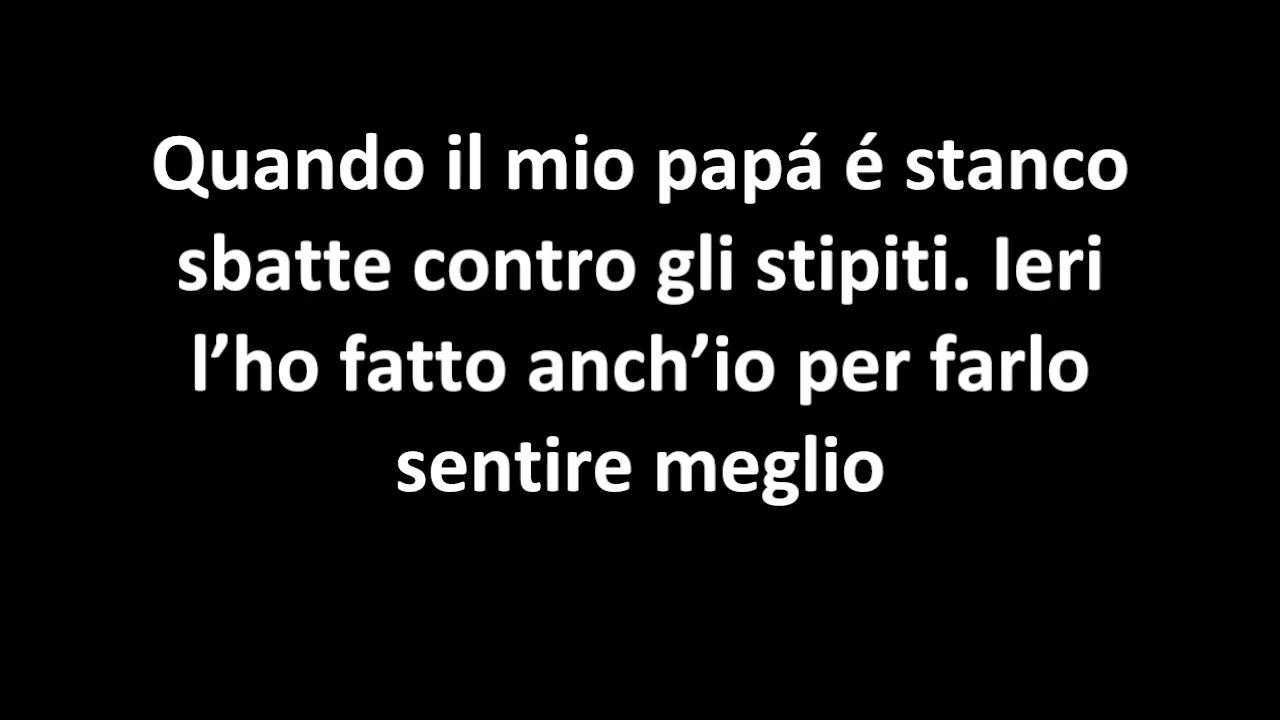 Quando il mio papá é stanco
sbatte contro gli stipiti. Ieri
l’ho fatto anch’io per farlo
sentire meglio